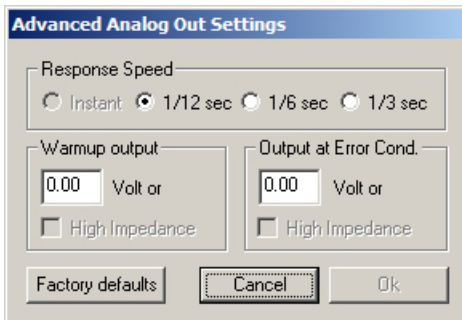 Advanced Analog Out Settings
Response Speed
Instant 1/12 sec 1/6 sec 1/3 sec
Warmup output
0.00 Volt or
High Impedance
Output at Error Cond.
0.00 Volt or
High Impedance
Factory defaults Cancel Ok